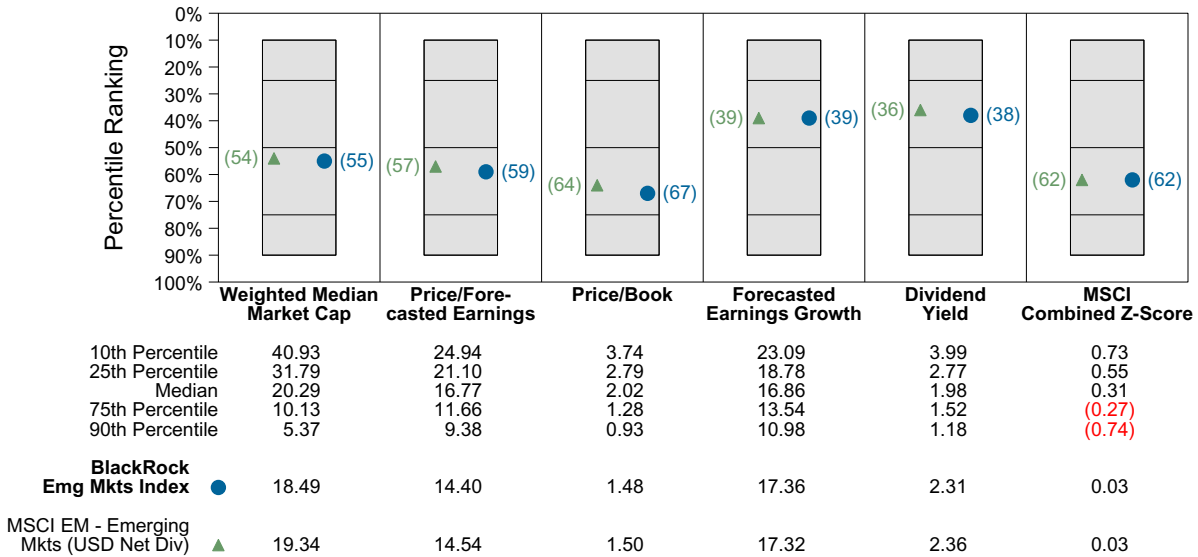 Percentile Ranking
0%
10%
20%
30%
40%
50%
60%
70%
80%
90%
100%
(54) (55)
(57) (59)
(64) (67)
(39) (39)
(36) (38)
(62) (62)
Weighted Median
Market Cap
Price/Fore-
casted Earnings
Price/Book
Forecasted
Earnings Growth
Dividend
Yield
MSCI
Combined Z-Score
10th Percentile 40.93 24.94 3.74 23.09 3.99 0.73
25th Percentile 31.79 21.10 2.79 18.78 2.77 0.55
Median 20.29 16.77 2.02 16.86 1.98 0.31
75th Percentile 10.13 11.66 1.28 13.54 1.52 (0.27)
90th Percentile 5.37 9.38 0.93 10.98 1.18 (0.74)
BlackRock
Emg Mkts Index 18.49 14.40 1.48 17.36 2.31 0.03
MSCI EM - Emerging
Mkts (USD Net Div) 19.34 14.54 1.50 17.32 2.36 0.03